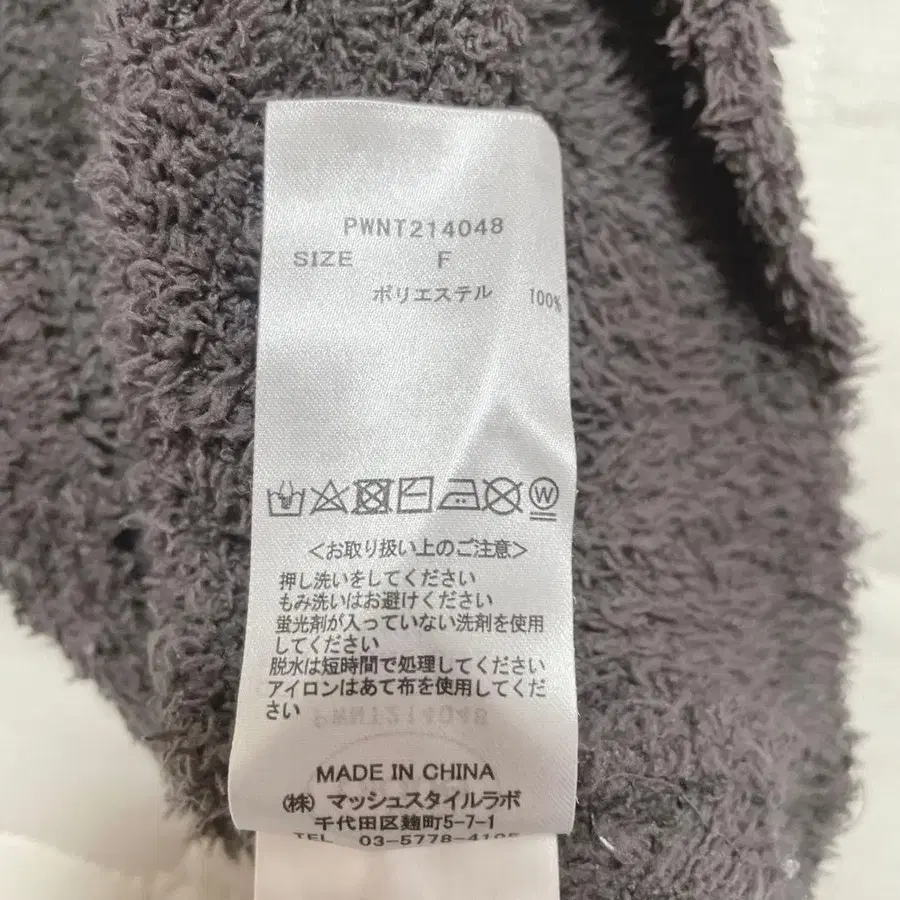 PWNT214048
SIZE F
ポリエステル 100%
W
<お取り扱い上のご注意>
押し洗いをしてください
もみ洗いはお避けください
蛍光剤が入っていない洗剤を使用
してください
脱水は短時間で処理してください
アイロンはあて布を使用してくだ
さい
PWNT214048
MADE IN CHINA
(株) マッシュスタイルラボ
千代田区麹町5-7-1
TEL 03-5778-4105